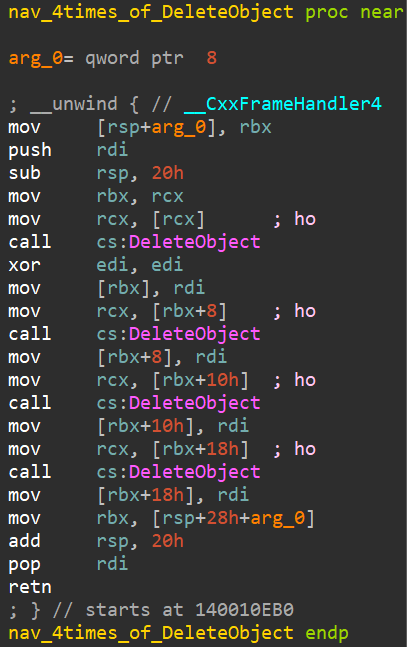 nav_4times_of_DeleteObject proc near
arg_0= qword ptr  8
; __unwind { // __CxxFrameHandler4
mov     [rsp+arg_0], rbx
push    rdi
sub     rsp, 20h
mov     rbx, rcx
mov     rcx, [rcx]      ; ho
call    cs:DeleteObject
xor     edi, edi
mov     [rbx], rdi
mov     rcx, [rbx+8]    ; ho
call    cs:DeleteObject
mov     [rbx+8], rdi
mov     rcx, [rbx+10h]  ; ho
call    cs:DeleteObject
mov     [rbx+10h], rdi
mov     rcx, [rbx+18h]  ; ho
call    cs:DeleteObject
mov     [rbx+18h], rdi
mov     rbx, [rsp+28h+arg_0]
add     rsp, 20h
pop     rdi
retn
; } // starts at 140010EB0
nav_4times_of_DeleteObject endp